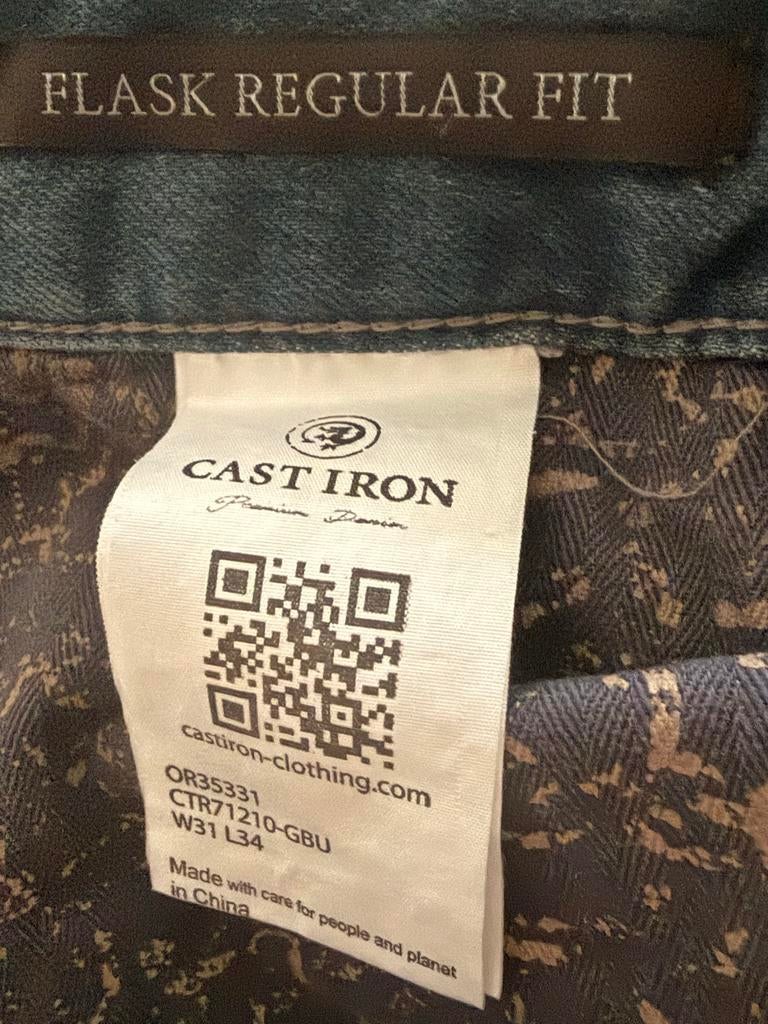 FLASK REGULAR FIT
CAST IRON
Premium Denim
castiron-clothing.com
OR35331
CTR71210-GBU
W31 L34
Made with care for people and planet
in China